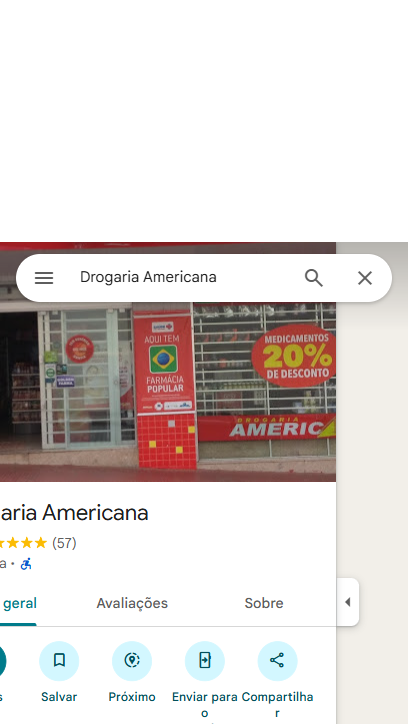 Drogaria Americana
AQUI TEM
FARMÁCIA
POPULAR
MEDICAMENTOS
20%
DE DESCONTO
DROGARIA
AMERIC
aria Americana
(57)
a ·
geral
Avaliações
Sobre
s
Salvar
Próximo
Enviar para
o
Compartilha
r